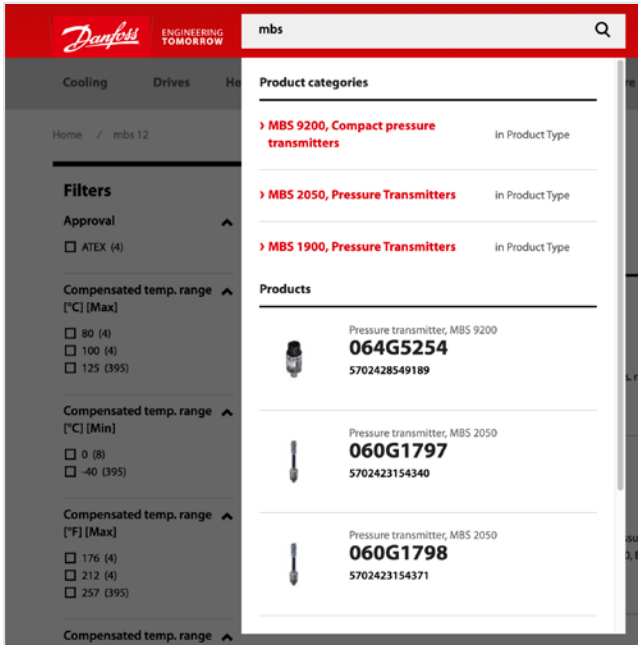 Danfoss
ENGINEERING
TOMORROW
mbs
Cooling Drives He
Home / mbs 12
Filters
Approval
ATEX (4)
Compensated temp. range
[°C] [Max]
80 (4)
100 (4)
125 (395)
Compensated temp. range
[°C] [Min]
0 (8)
-40 (395)
Compensated temp. range
[°F] [Max]
176 (4)
212 (4)
257 (395)
Compensated temp. range
Product categories
› MBS 9200, Compact pressure
transmitters
in Product Type
› MBS 2050, Pressure Transmitters in Product Type
› MBS 1900, Pressure Transmitters in Product Type
Products
Pressure transmitter, MBS 9200
064G5254
5702428549189
Pressure transmitter, MBS 2050
060G1797
5702423154340
Pressure transmitter, MBS 2050
060G1798
5702423154371